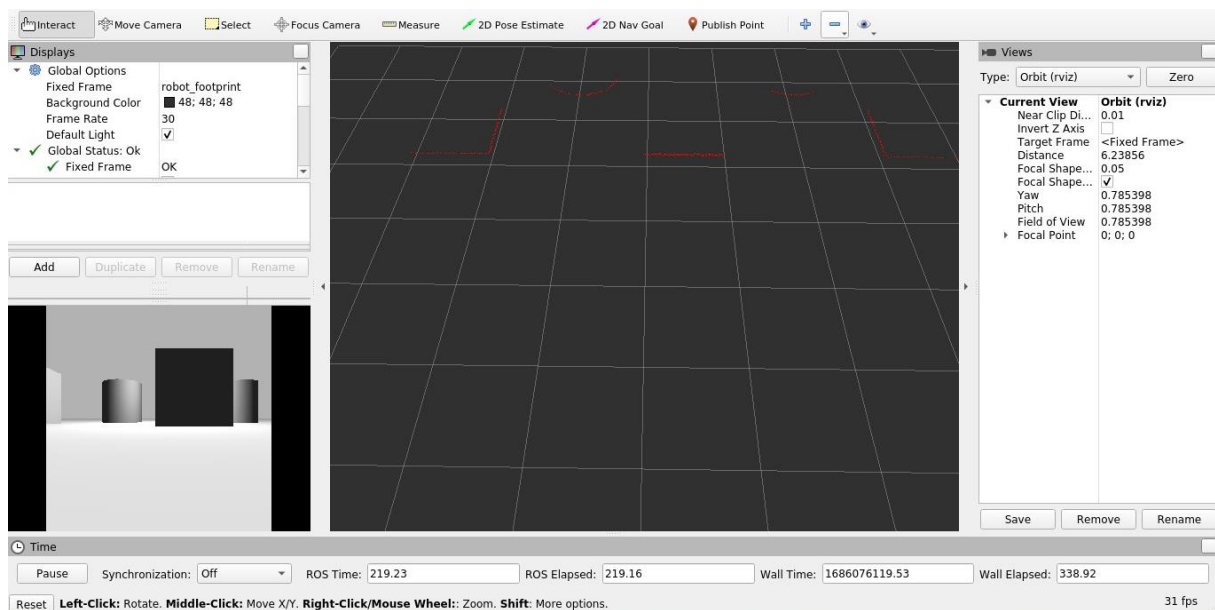 Interact Move Camera Select Focus Camera Measure 2D Pose Estimate 2D Nav Goal Publish Point
Displays
Global Options
Fixed Frame robot_footprint
Background Color 48; 48; 48
Frame Rate 30
Default Light
Global Status: Ok
Fixed Frame OK
Add Duplicate Remove Rename
Views
Type: Orbit (rviz) Zero
Current View Orbit (rviz)
Near Clip Di... 0.01
Invert Z Axis
Target Frame <Fixed Frame>
Distance 6.23856
Focal Shape... 0.05
Focal Shape...
Yaw 0.785398
Pitch 0.785398
Field of View 0.785398
Focal Point 0; 0; 0
Save Remove Rename
Time
Pause Synchronization: Off ROS Time: 219.23 ROS Elapsed: 219.16 Wall Time: 1686076119.53 Wall Elapsed: 338.92
Reset Left-Click: Rotate. Middle-Click: Move X/Y. Right-Click/Mouse Wheel:: Zoom. Shift: More options. 31 fps